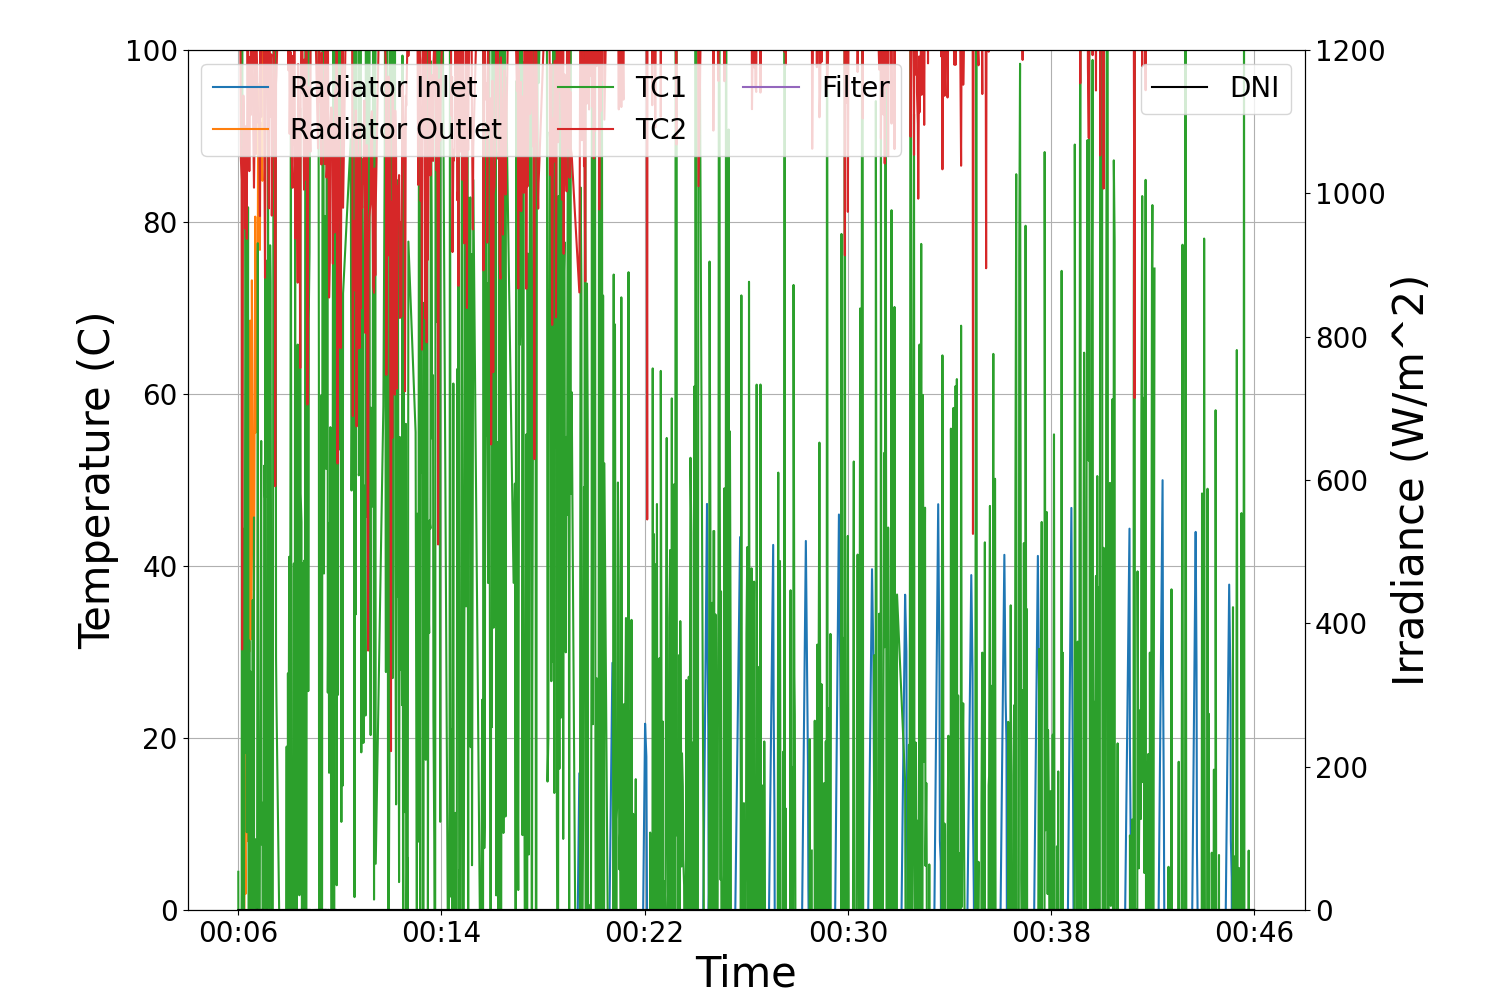 Radiator Inlet
Radiator Outlet
TC1
TC2
Filter
DNI
100
80
60
40
20
0
Temperature (C)
1200
1000
800
600
400
200
0
Irradiance (W/m^2)
00:06 00:14 00:22 00:30 00:38 00:46
Time